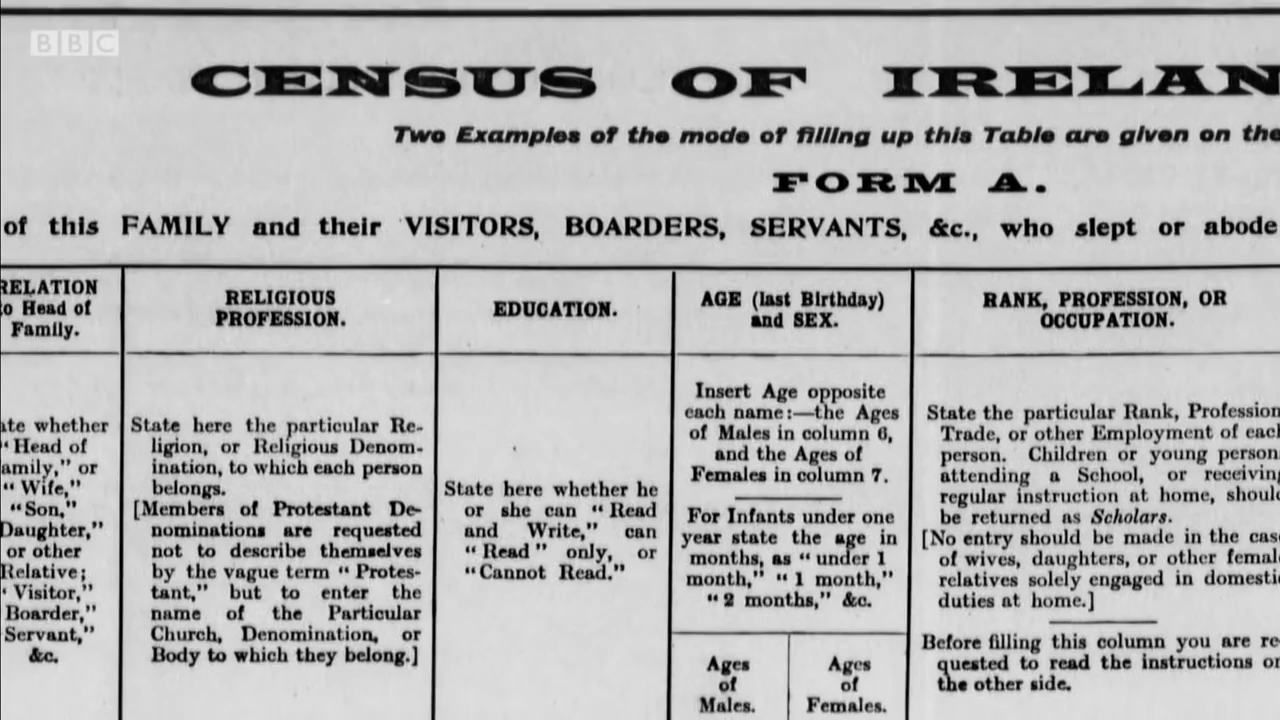 BBC
CENSUS OF IRELAN
Two Examples of the mode of filling up this Table are given on the
FORM A.
of this FAMILY and their VISITORS, BOARDERS, SERVANTS, &c., who slept or abode
RELATION
to Head of
Family.
RELIGIOUS
PROFESSION.
EDUCATION.
AGE (last Birthday)
and SEX.
RANK, PROFESSION, OR
OCCUPATION.
ate whether
"Head of
amily," or
"Wife,"
"Son,"
Daughter,"
or other
Relative;
"Visitor,"
Boarder,"
Servant,"
&c.
State here the particular Re-
ligion, or Religious Denom-
ination, to which each person
belongs.
[Members of Protestant De-
nominations are requested
not to describe themselves
by the vague term "Protes-
tant," but to enter the
name of the Particular
Church, Denomination, or
Body to which they belong.]
State here whether he
or she can "Read
and Write," can
"Read" only, or
"Cannot Read."
Insert Age opposite
each name:—the Ages
of Males in column 6,
and the Ages of
Females in column 7.
For Infants under one
year state the age in
months, as "under 1
month," "1 month,"
"2 months," &c.
Ages
of
Males.
Ages
of
Females.
State the particular Rank, Profession
Trade, or other Employment of each
person. Children or young person
attending a School, or receiving
regular instruction at home, should
be returned as Scholars.
[No entry should be made in the case
of wives, daughters, or other female
relatives solely engaged in domesti
duties at home.]
Before filling this column you are re-
quested to read the instructions on
the other side.